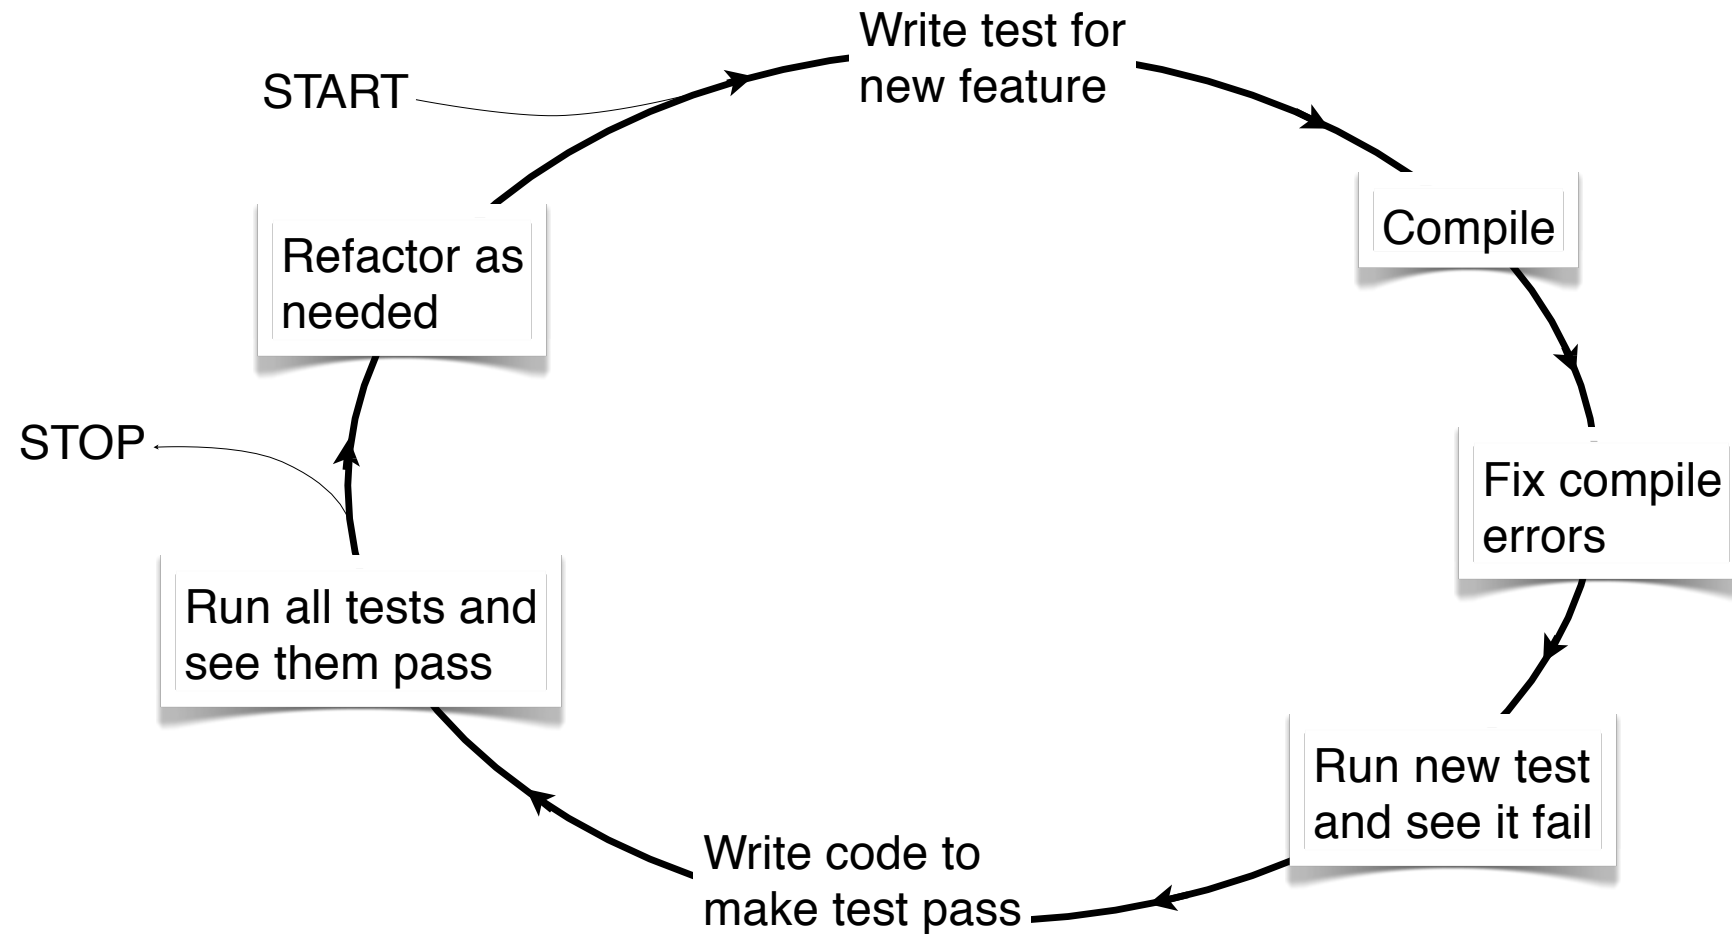 START
Write test for
new feature
Compile
Fix compile
errors
Run new test
and see it fail
Write code to
make test pass
Run all tests and
see them pass
STOP
Refactor as
needed